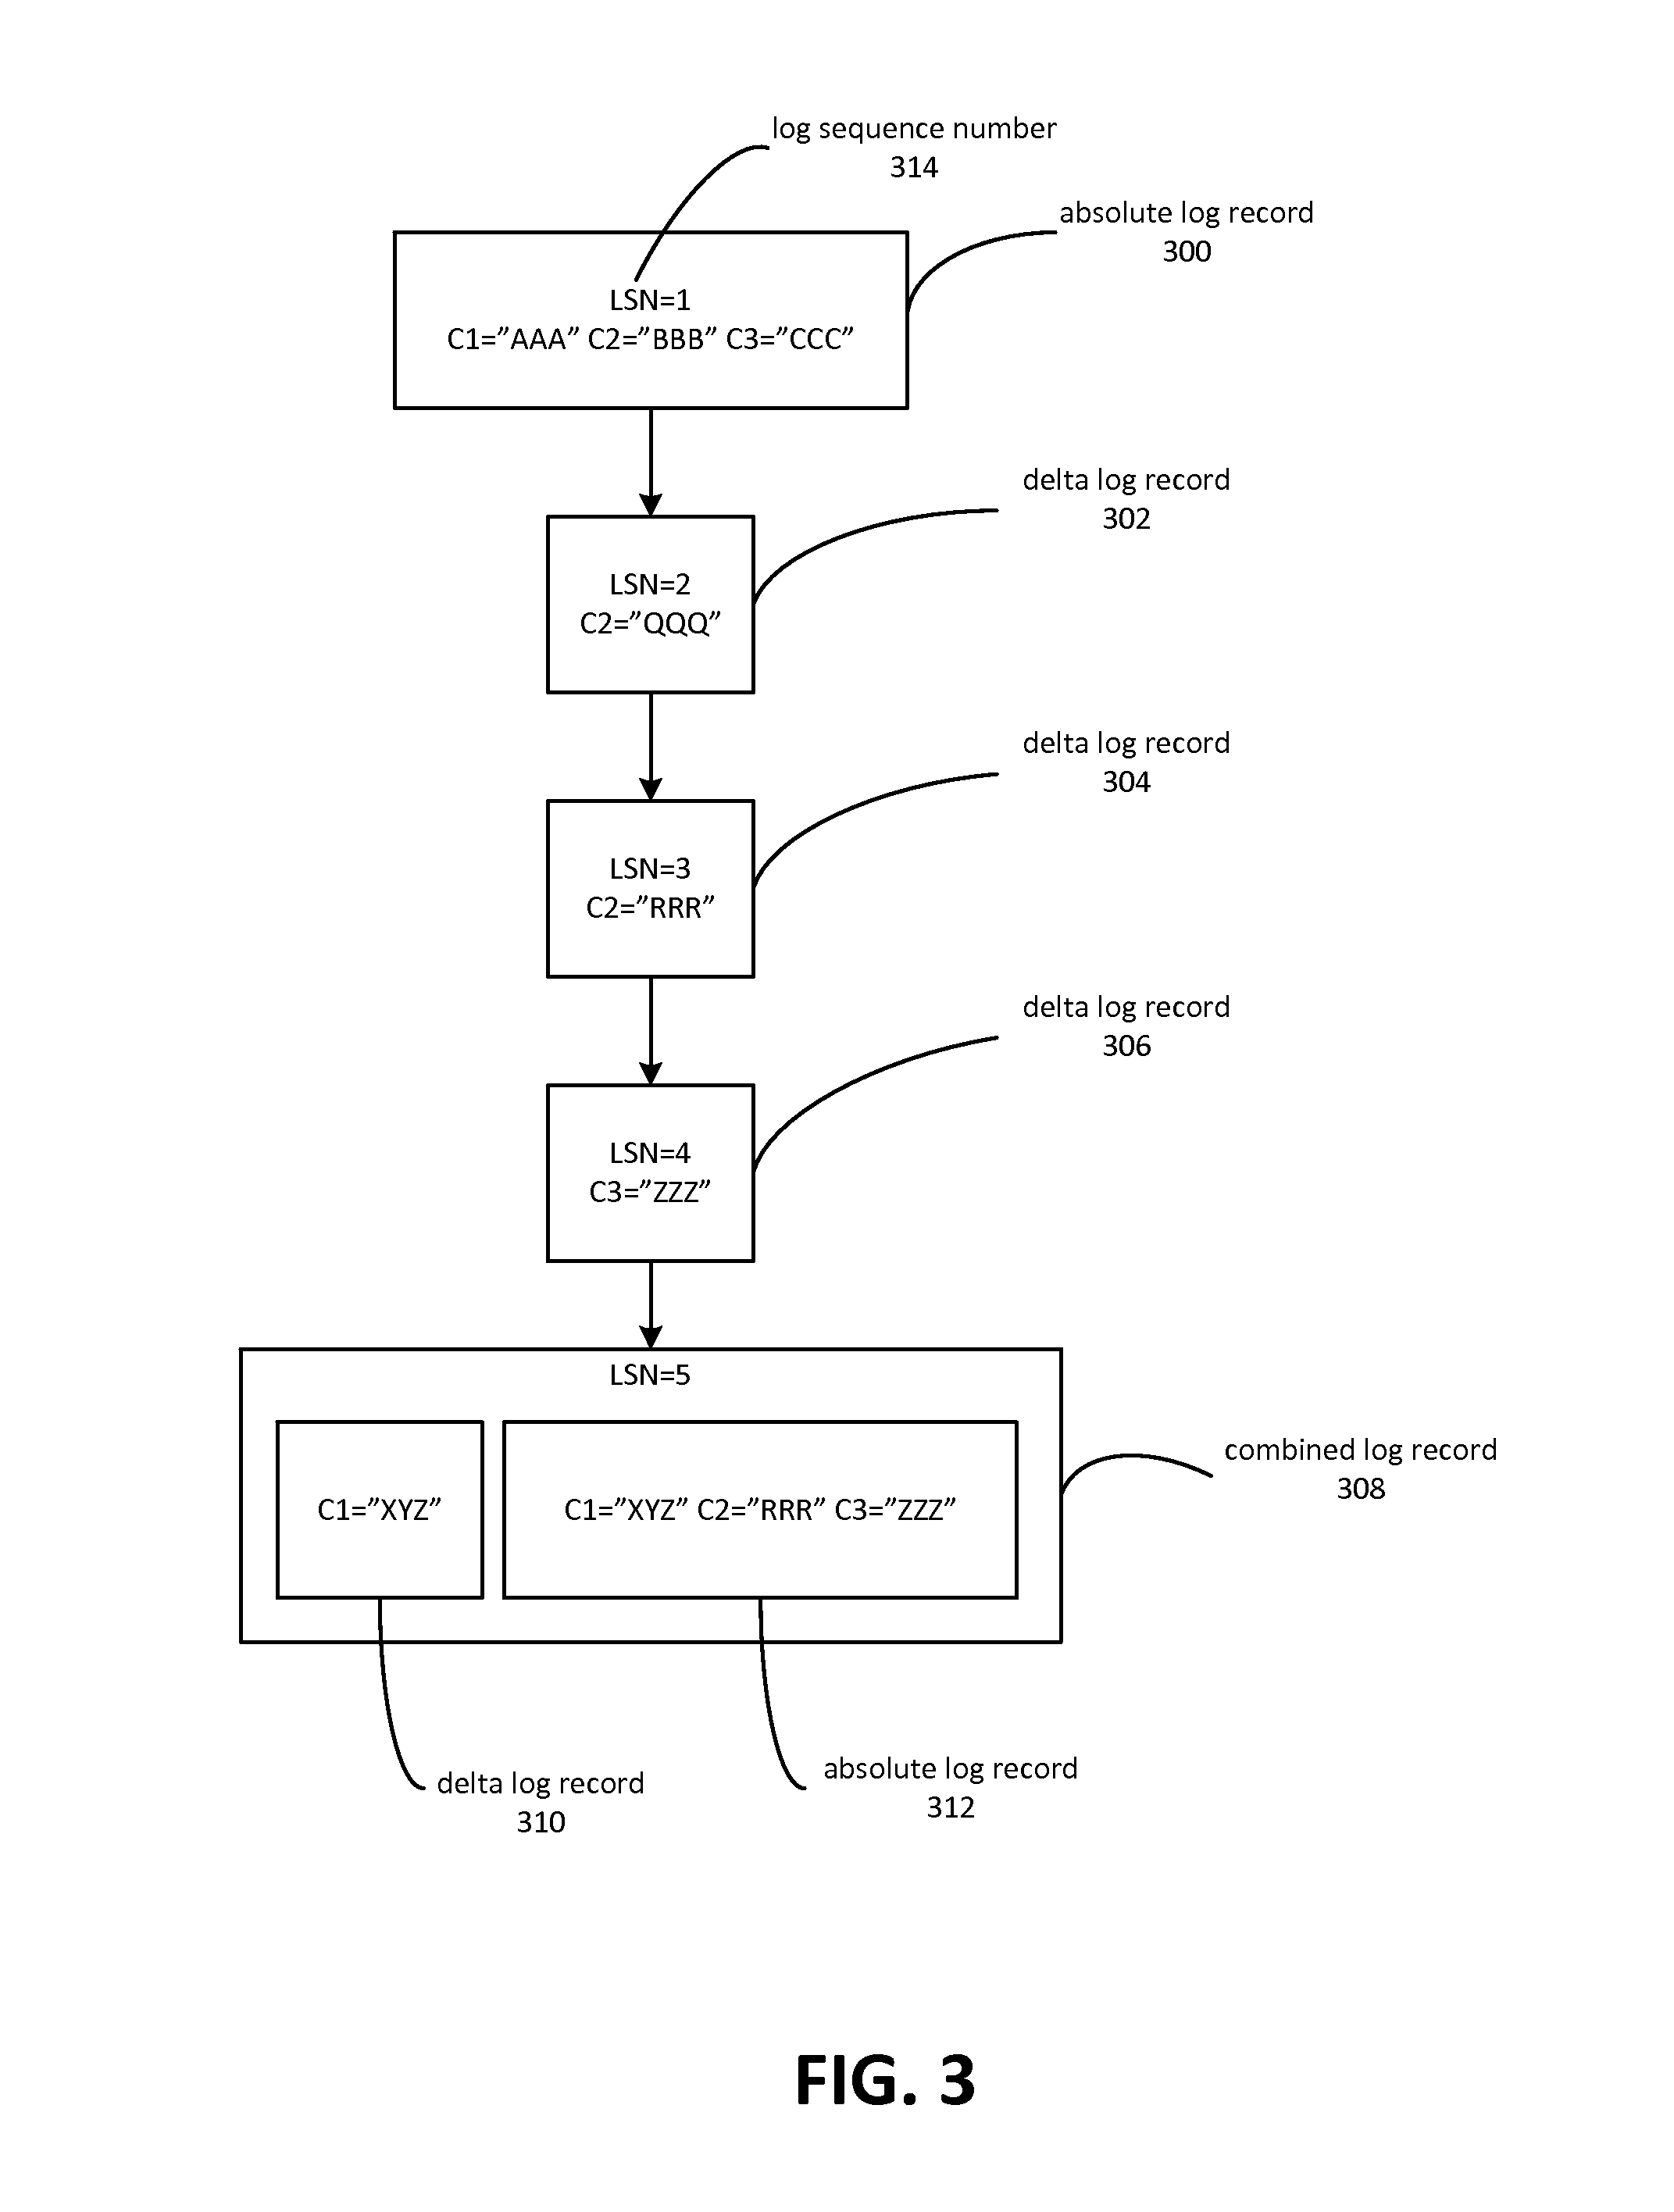 log sequence number
314
absolute log record
300
LSN=1
C1=”AAA” C2=”BBB” C3=”CCC”
delta log record
302
LSN=2
C2=”QQQ”
delta log record
304
LSN=3
C2=”RRR”
delta log record
306
LSN=4
C3=”ZZZ”
LSN=5
combined log record
308
C1=”XYZ”
C1=”XYZ” C2=”RRR” C3=”ZZZ”
delta log record
310
absolute log record
312
FIG. 3